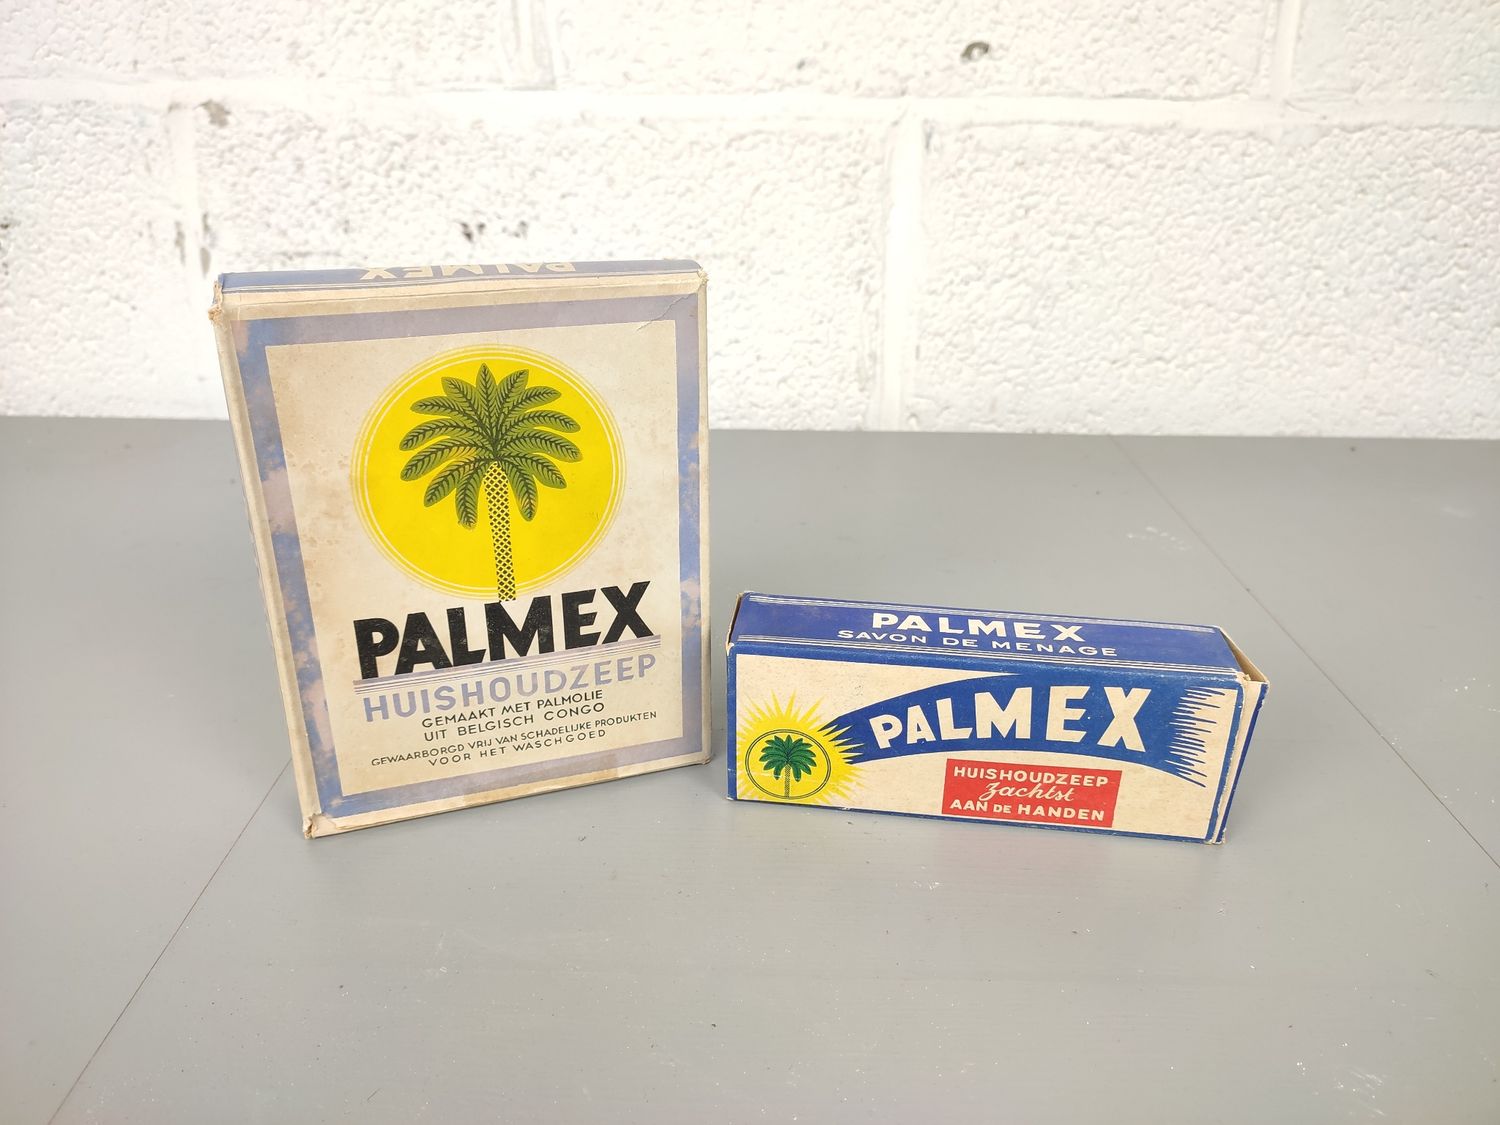 PALMEX
PALMEX
HUISHOUDZEEP
GEMAAKT MET PALMOLIE
UIT BELGISCH CONGO
GEWAARBORGD VRIJ VAN SCHADELIJKE PRODUKTEN
VOOR HET WASCHGOED
PALMEX
SAVON DE MENAGE
PALMEX
HUISHOUDZEEP
zachtst
AAN DE HANDEN